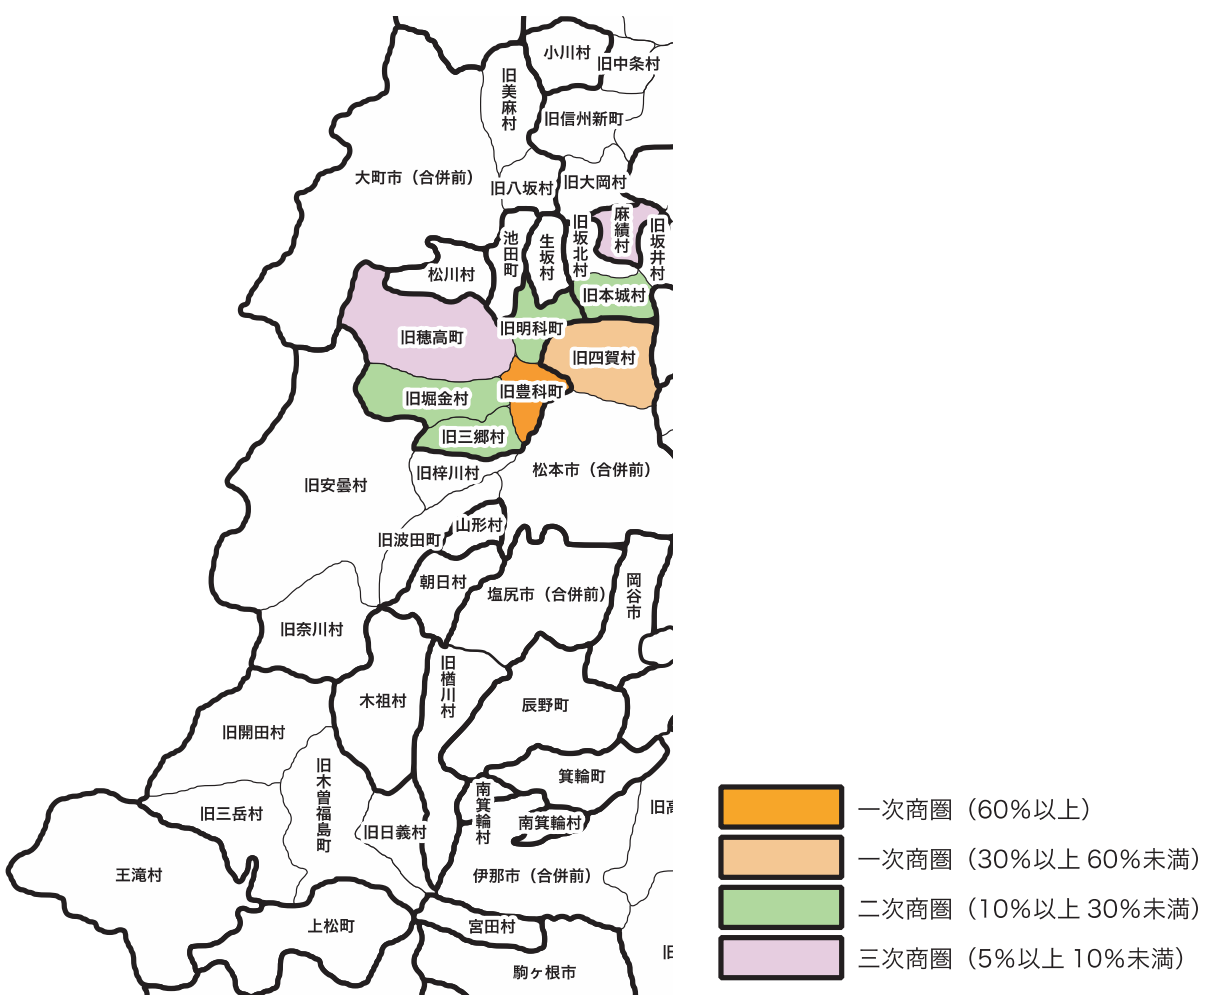 小川村
旧中条村
旧美麻村
旧信州新町
大町市（合併前）
旧八坂村
旧大岡村
麻績村
旧坂北村
旧坂井村
池田町
生坂村
松川村
旧本城村
旧穂高町
旧明科町
旧四賀村
旧堀金村
旧豊科町
旧三郷村
旧梓川村
松本市（合併前）
旧安曇村
山形村
旧波田町
朝日村
塩尻市（合併前）
岡谷市
旧奈川村
旧楢川村
木祖村
辰野町
旧開田村
旧木曽福島町
箕輪町
南箕輪村
旧三岳村
南箕輪村
旧日義村
王滝村
伊那市（合併前）
上松町
宮田村
駒ヶ根市
一次商圏（60%以上）
一次商圏（30%以上 60%未満）
二次商圏（10%以上 30%未満）
三次商圏（5%以上 10%未満）